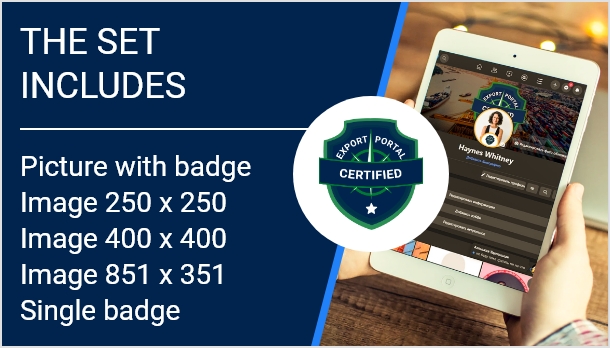 THE SET
INCLUDES
Picture with badge
Image 250 x 250
Image 400 x 400
Image 851 x 351
Single badge
EXPORT PORTAL
CERTIFIED
EXPORT PORTAL
Haynes Whitney